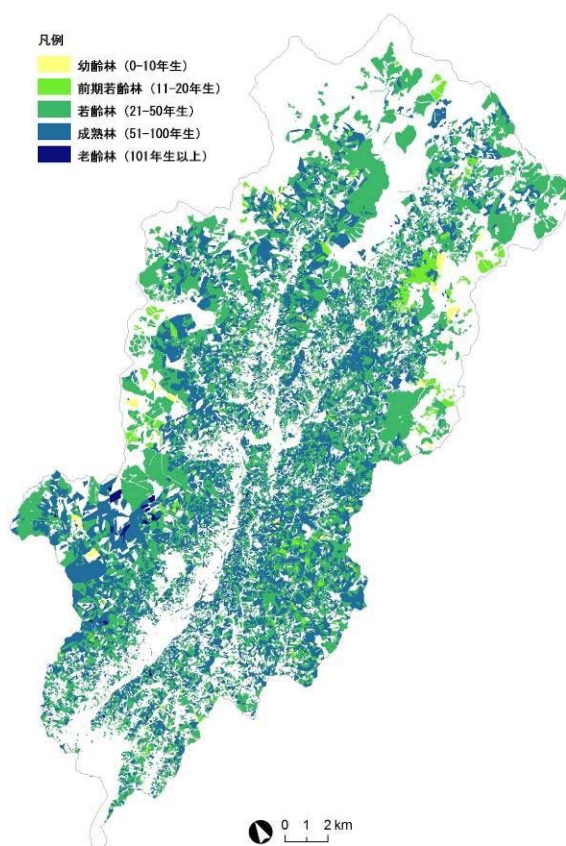 凡例
幼齢林 (0-10年生)
前期若齢林 (11-20年生)
若齢林 (21-50年生)
成熟林 (51-100年生)
老齢林 (101年生以上)
0 1 2 km